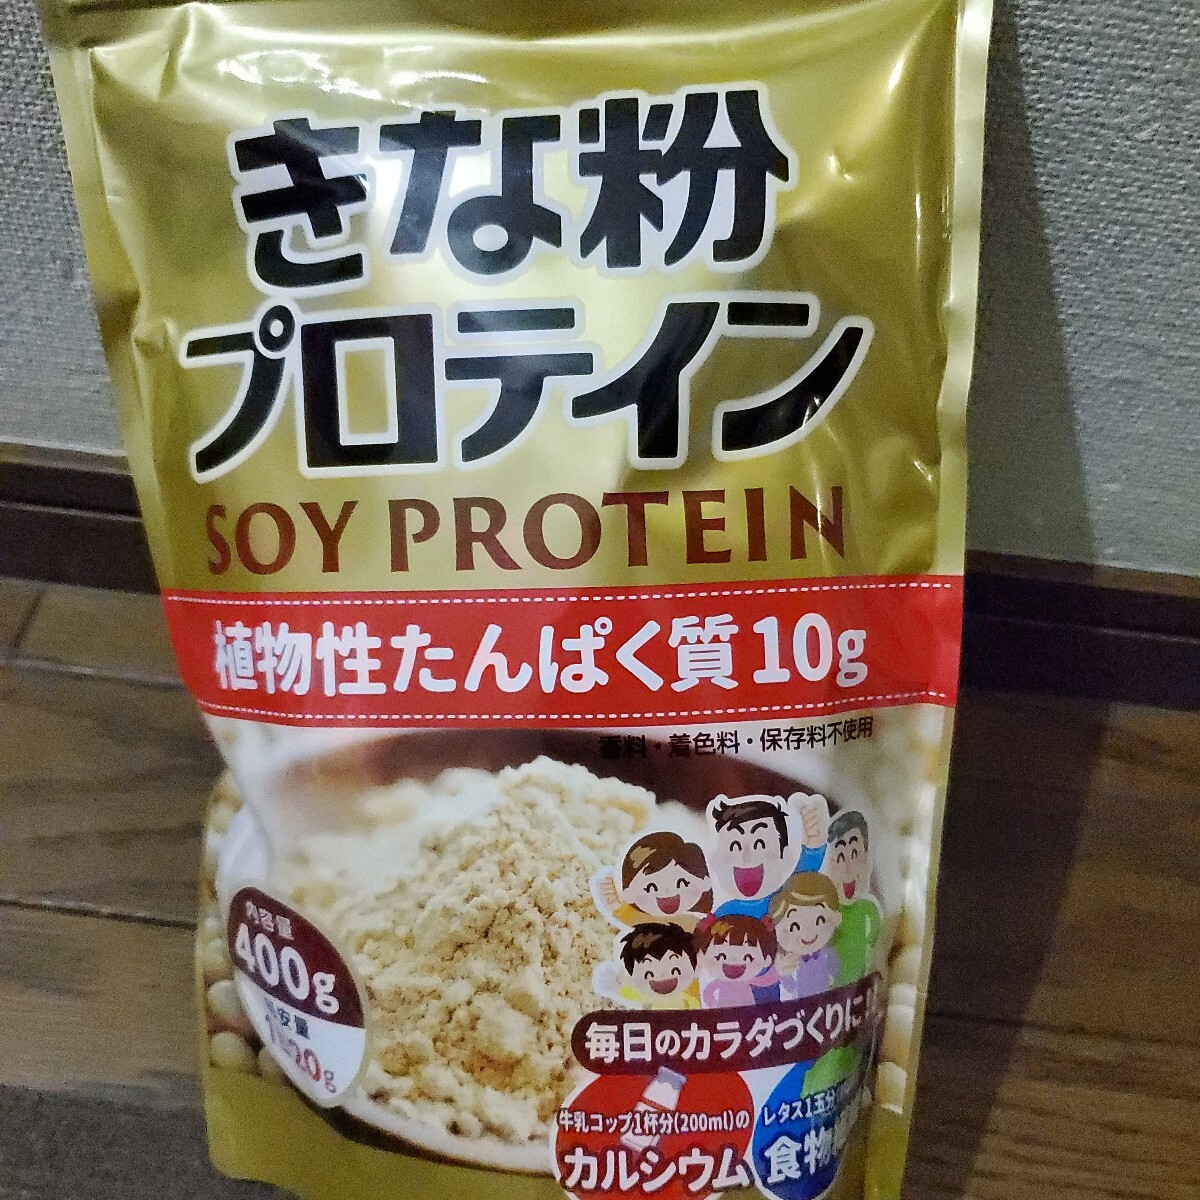 きな粉
プロテイン
SOY PROTEIN
植物性たんぱく質10g
香料・着色料・保存料不使用
内容量
400g
毎日のカラダづくりに
牛乳コップ1杯分(200ml)の
カルシウム
レタス1五分
食物